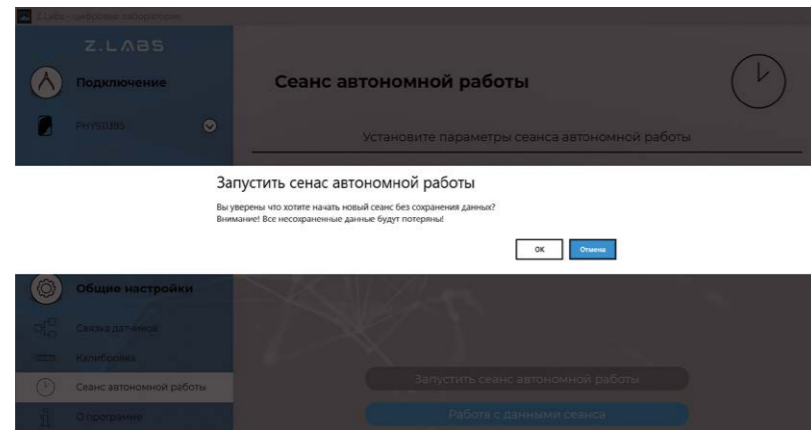 Z.Labs - цифровая лаборатория
Z.LABS
Подключение
PHYS0395
Сеанс автономной работы
Установите параметры сеанса автономной работы
Запустить сенас автономной работы
Вы уверены что хотите начать новый сеанс без сохранения данных?
Внимание! Все несохраненные данные будут потеряны!
ОК
Отмена
Общие настройки
Связка датчиков
Калибровка
Сеанс автономной работы
О программе
Запустить сеанс автономной работы
Работа с данными сеанса